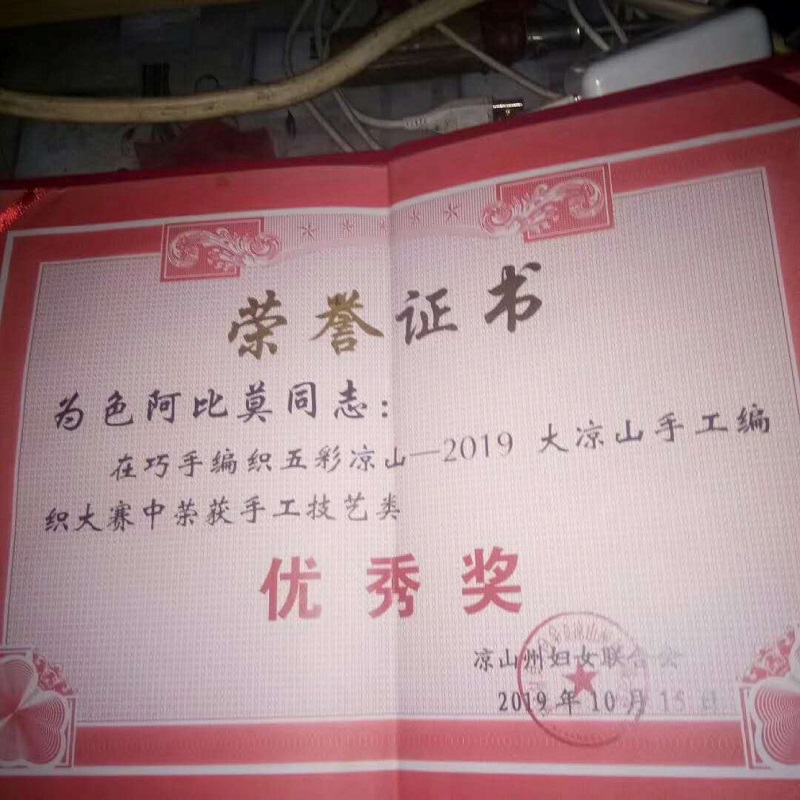 荣誉证书
为色阿比莫同志：
在巧手编织五彩凉山—2019 大凉山手工编
织大赛中荣获手工技艺类
优秀奖
凉山州妇女联合会
2019年10月15日